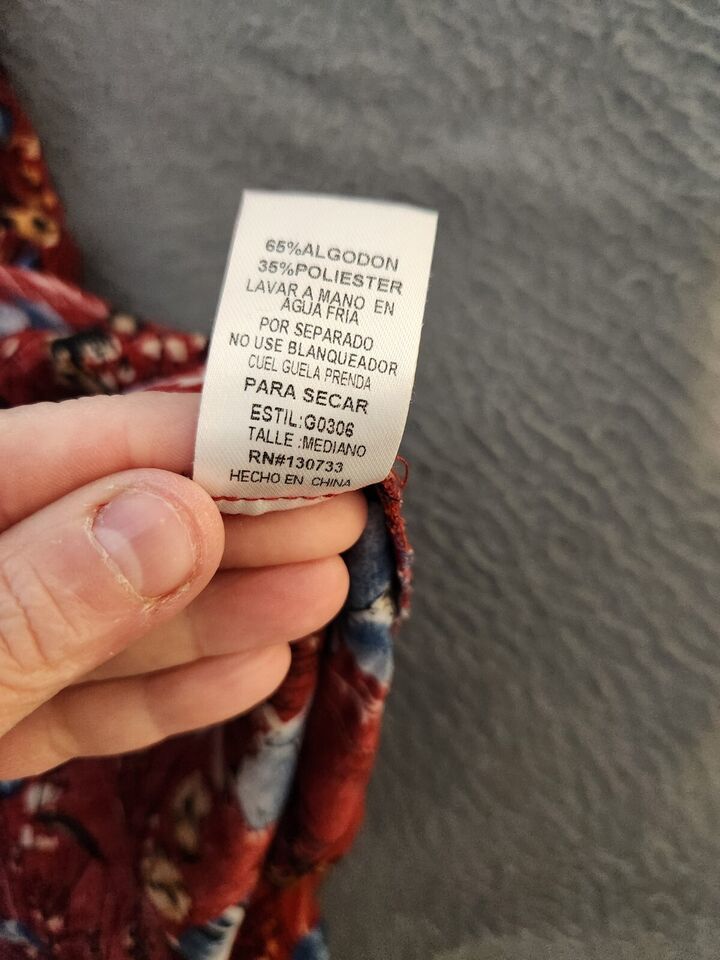 65%ALGODON
35%POLIESTER
LAVAR A MANO EN
AGUA FRIA
POR SEPARADO
NO USE BLANQUEADOR
CUEL GUELA PRENDA
PARA SECAR
ESTIL:G0306
TALLE :MEDIANO
RN#130733
HECHO EN CHINA